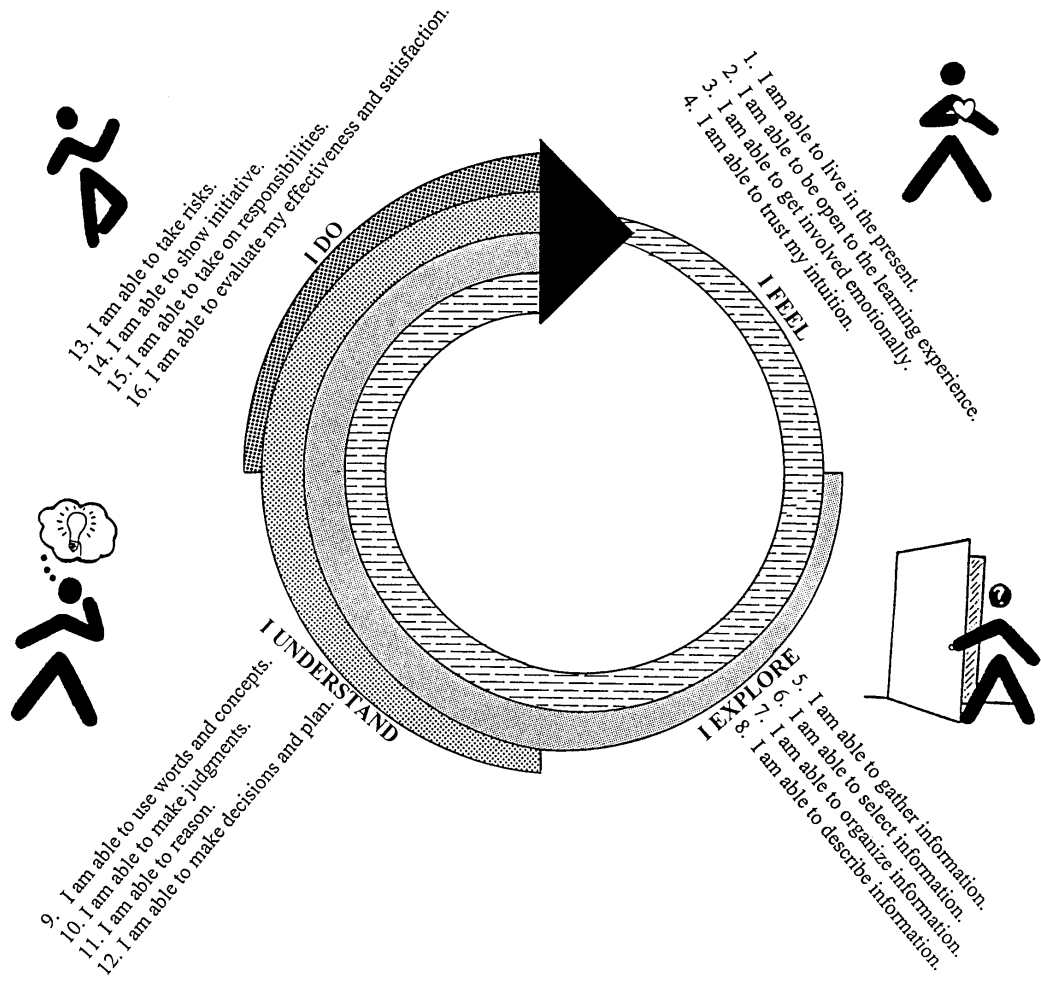 I FEEL
1. I am able to live in the present.
2. I am able to be open to the learning experience.
3. I am able to get involved emotionally.
4. I am able to trust my intuition.
I EXPLORE
5. I am able to gather information.
6. I am able to select information.
7. I am able to organize information.
8. I am able to describe information.
I UNDERSTAND
9. I am able to use words and concepts.
10. I am able to make judgments.
11. I am able to reason.
12. I am able to make decisions and plan.
I DO
13. I am able to take risks.
14. I am able to show initiative.
15. I am able to take on responsibilities.
16. I am able to evaluate my effectiveness and satisfaction.
?